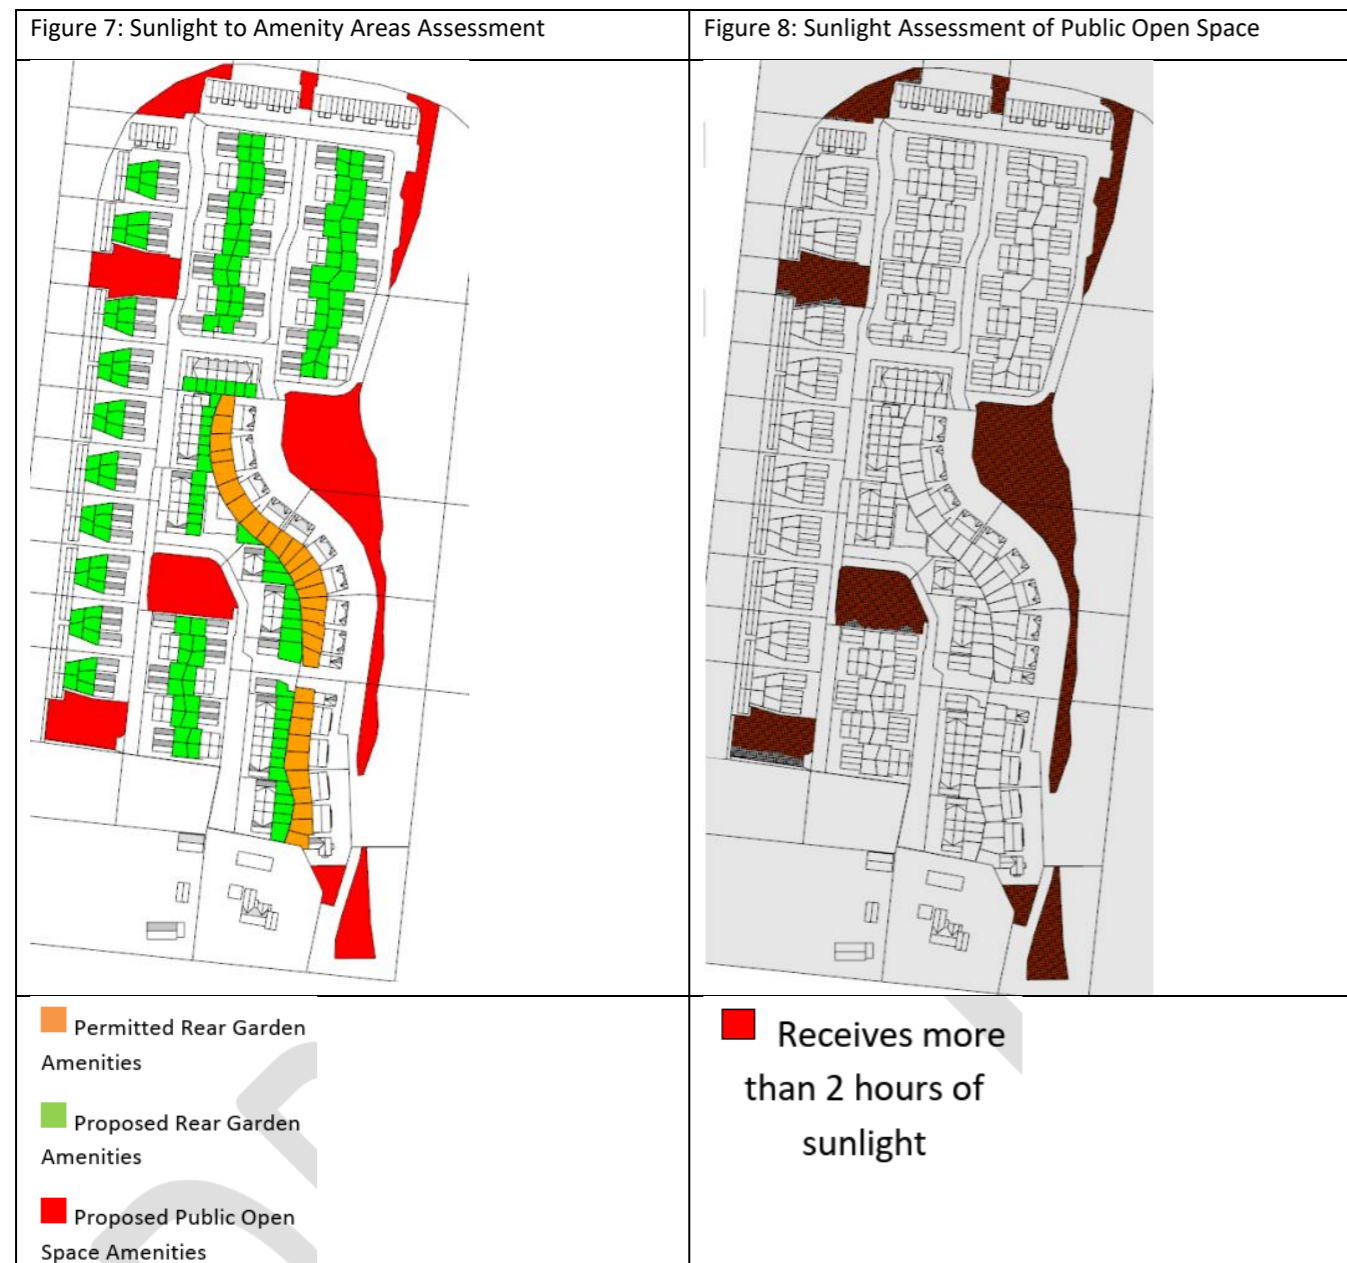 Figure 7: Sunlight to Amenity Areas Assessment
Figure 8: Sunlight Assessment of Public Open Space
Permitted Rear Garden
Amenities
Proposed Rear Garden
Amenities
Proposed Public Open
Space Amenities
Receives more
than 2 hours of
sunlight